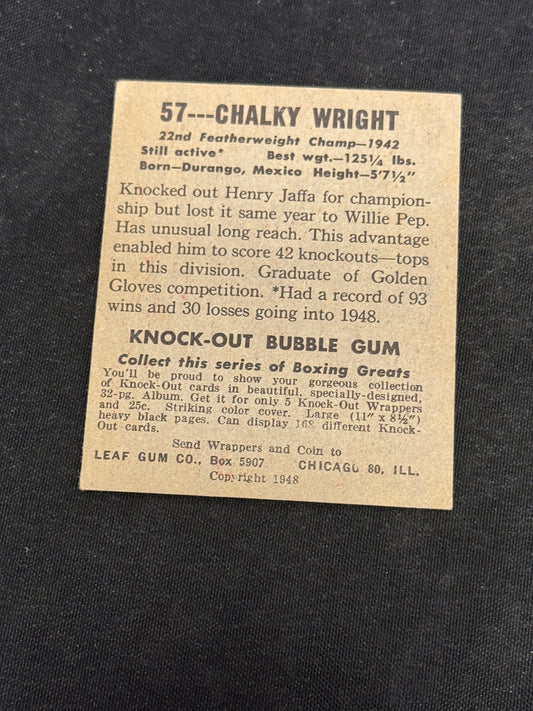 57---CHALKY WRIGHT
22nd Featherweight Champ—1942
Still active* Best wgt.—125¼ lbs.
Born—Durango, Mexico Height—5'7½"
Knocked out Henry Jaffa for champion-
ship but lost it same year to Willie Pep.
Has unusual long reach. This advantage
enabled him to score 42 knockouts—tops
in this division. Graduate of Golden
Gloves competition. *Had a record of 93
wins and 30 losses going into 1948.
KNOCK-OUT BUBBLE GUM
Collect this series of Boxing Greats
You'll be proud to show your gorgeous collection
of Knock-Out cards in beautiful, specially-designed,
32-pg. Album. Get it for only 5 Knock-Out Wrappers
and 25c. Striking color cover. Large (11" x 8½")
heavy black pages. Can display 168 different Knock-
Out cards.
Send Wrappers and Coin to
LEAF GUM CO., Box 5907 CHICAGO 80, ILL.
Copyright 1948